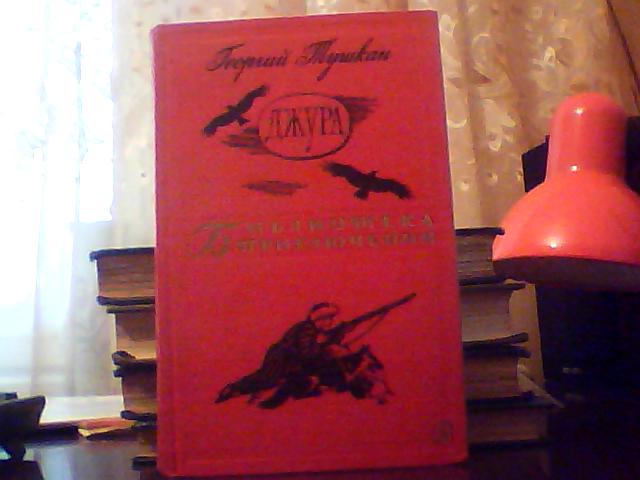 Георгий Тушкан
ДЖУРА
Библиотека
приключений